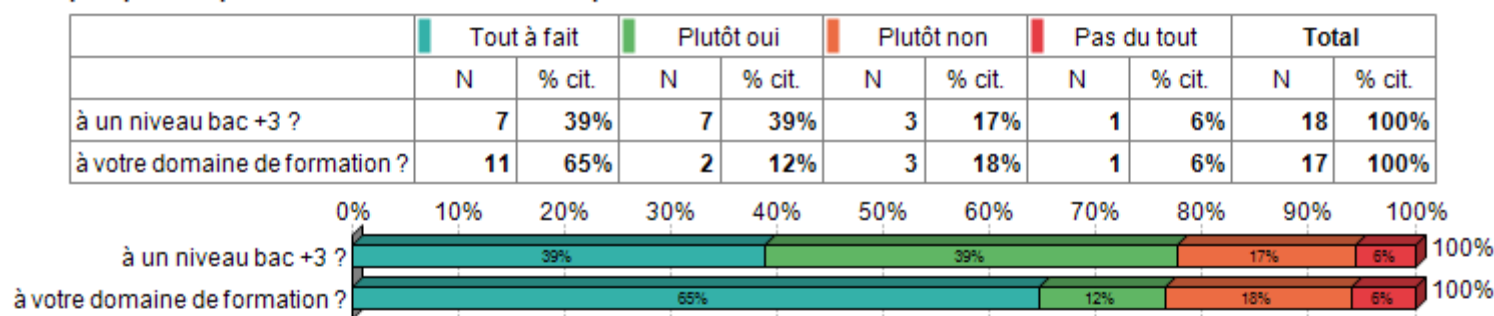 Tout à fait Plutôt oui Plutôt non Pas du tout Total
N % cit. N % cit. N % cit. N % cit. N % cit.
à un niveau bac +3 ? 7 39% 7 39% 3 17% 1 6% 18 100%
à votre domaine de formation ? 11 65% 2 12% 3 18% 1 6% 17 100%
0% 10% 20% 30% 40% 50% 60% 70% 80% 90% 100%
à un niveau bac +3 ? 39% 39% 17% 6% 100%
à votre domaine de formation ? 65% 12% 18% 6% 100%